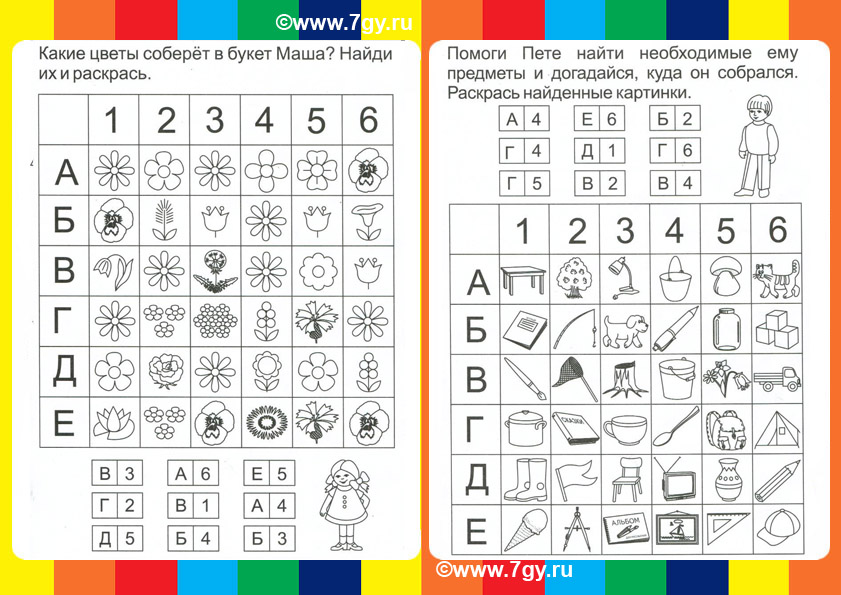 ©www.7gy.ru
Какие цветы соберёт в букет Маша? Найди
их и раскрась.
1 2 3 4 5 6
А
Б
В
Г
Д
Е
В 3 А 6 Е 5
Г 2 В 1 А 4
Д 5 Б 4 Б 3
Помоги Пете найти необходимые ему
предметы и догадайся, куда он собрался.
Раскрась найденные картинки.
А 4 Е 6 Б 2
Г 4 Д 1 Г 6
Г 5 В 2 В 4
1 2 3 4 5 6
А
Б
В
Г
СКАЗКИ
Д
Е
АЛЬБОМ
©www.7gy.ru